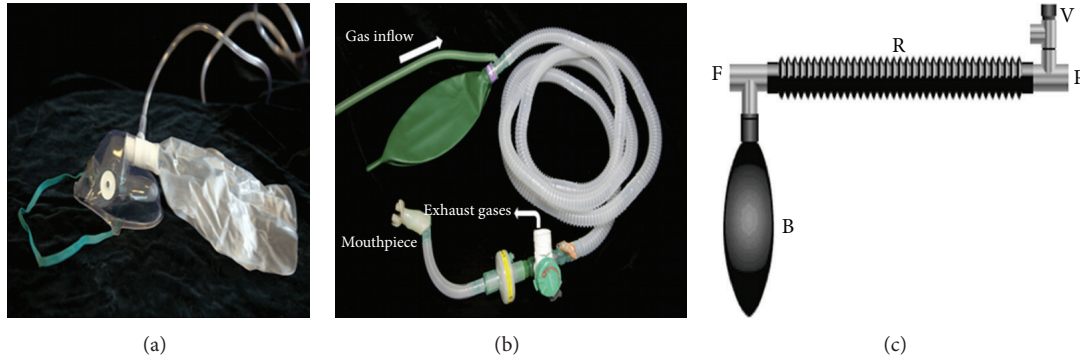 Gas inflow
Exhaust gases
Mouthpiece
F
R
V
P
B
(a)
(b)
(c)